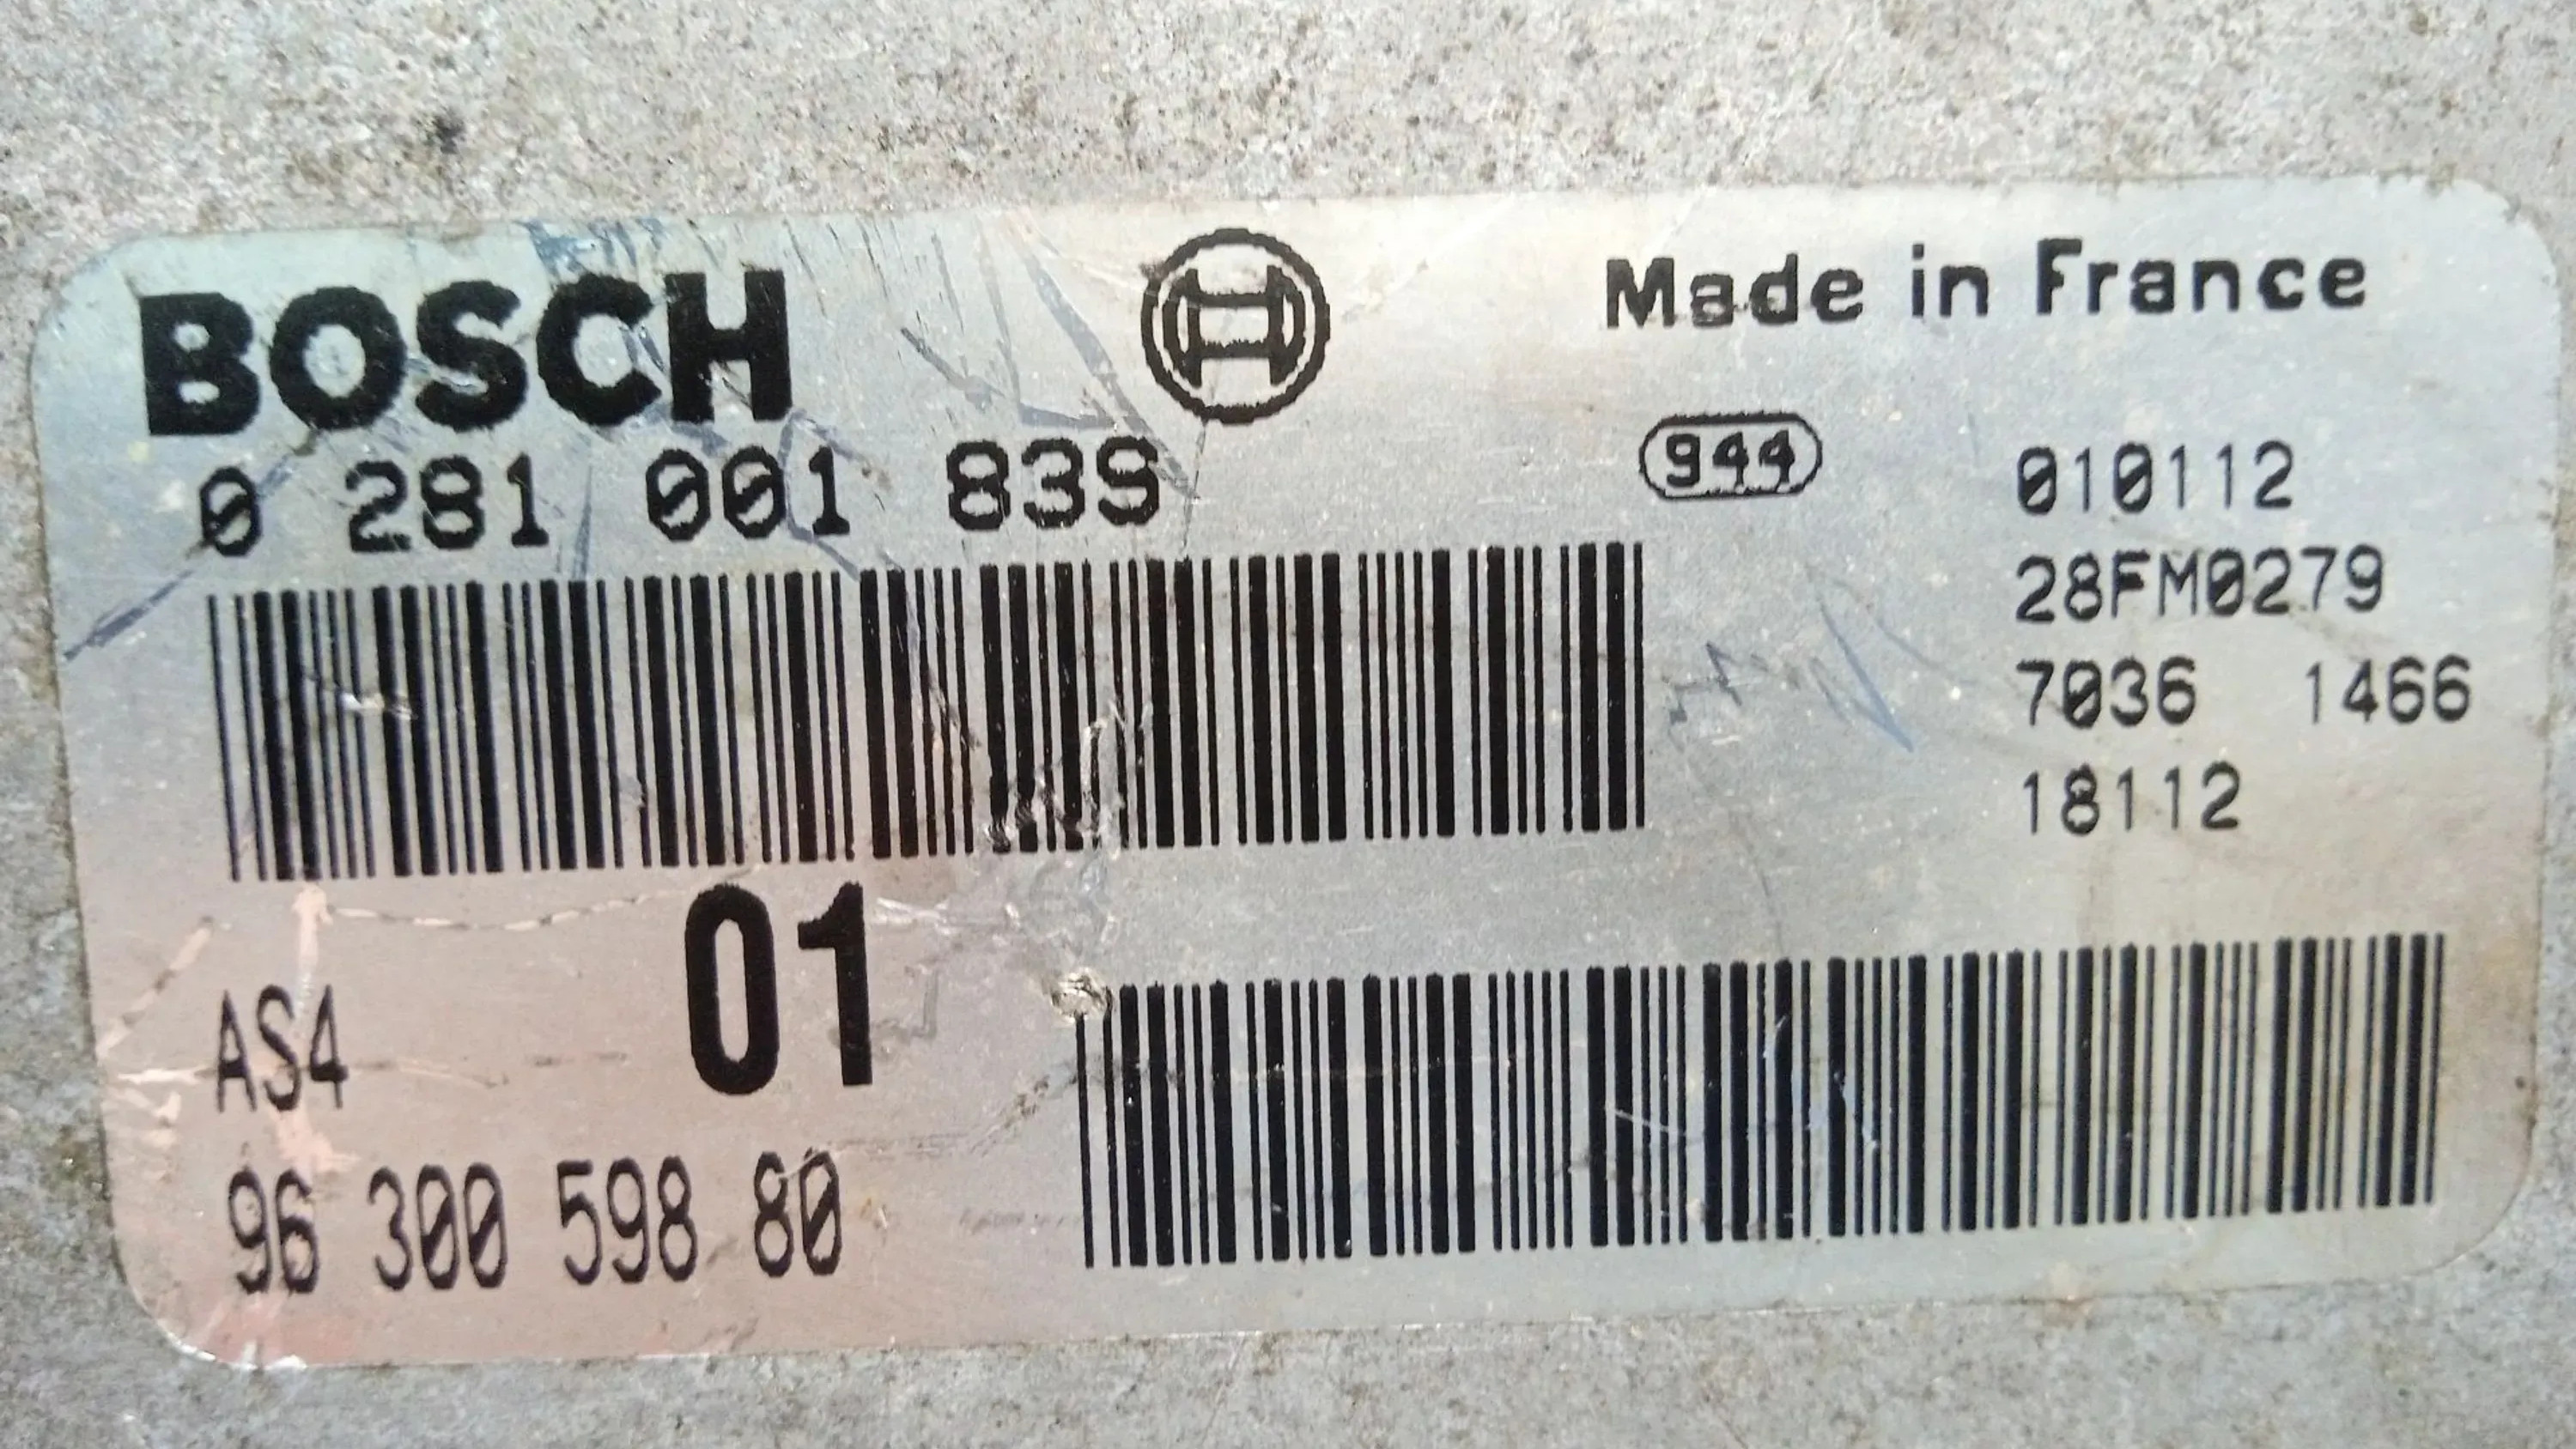 BOSCH
Made in France
0 281 001 839
944
010112
28FM0279
7036 1466
18112
AS4 01
96 300 598 80